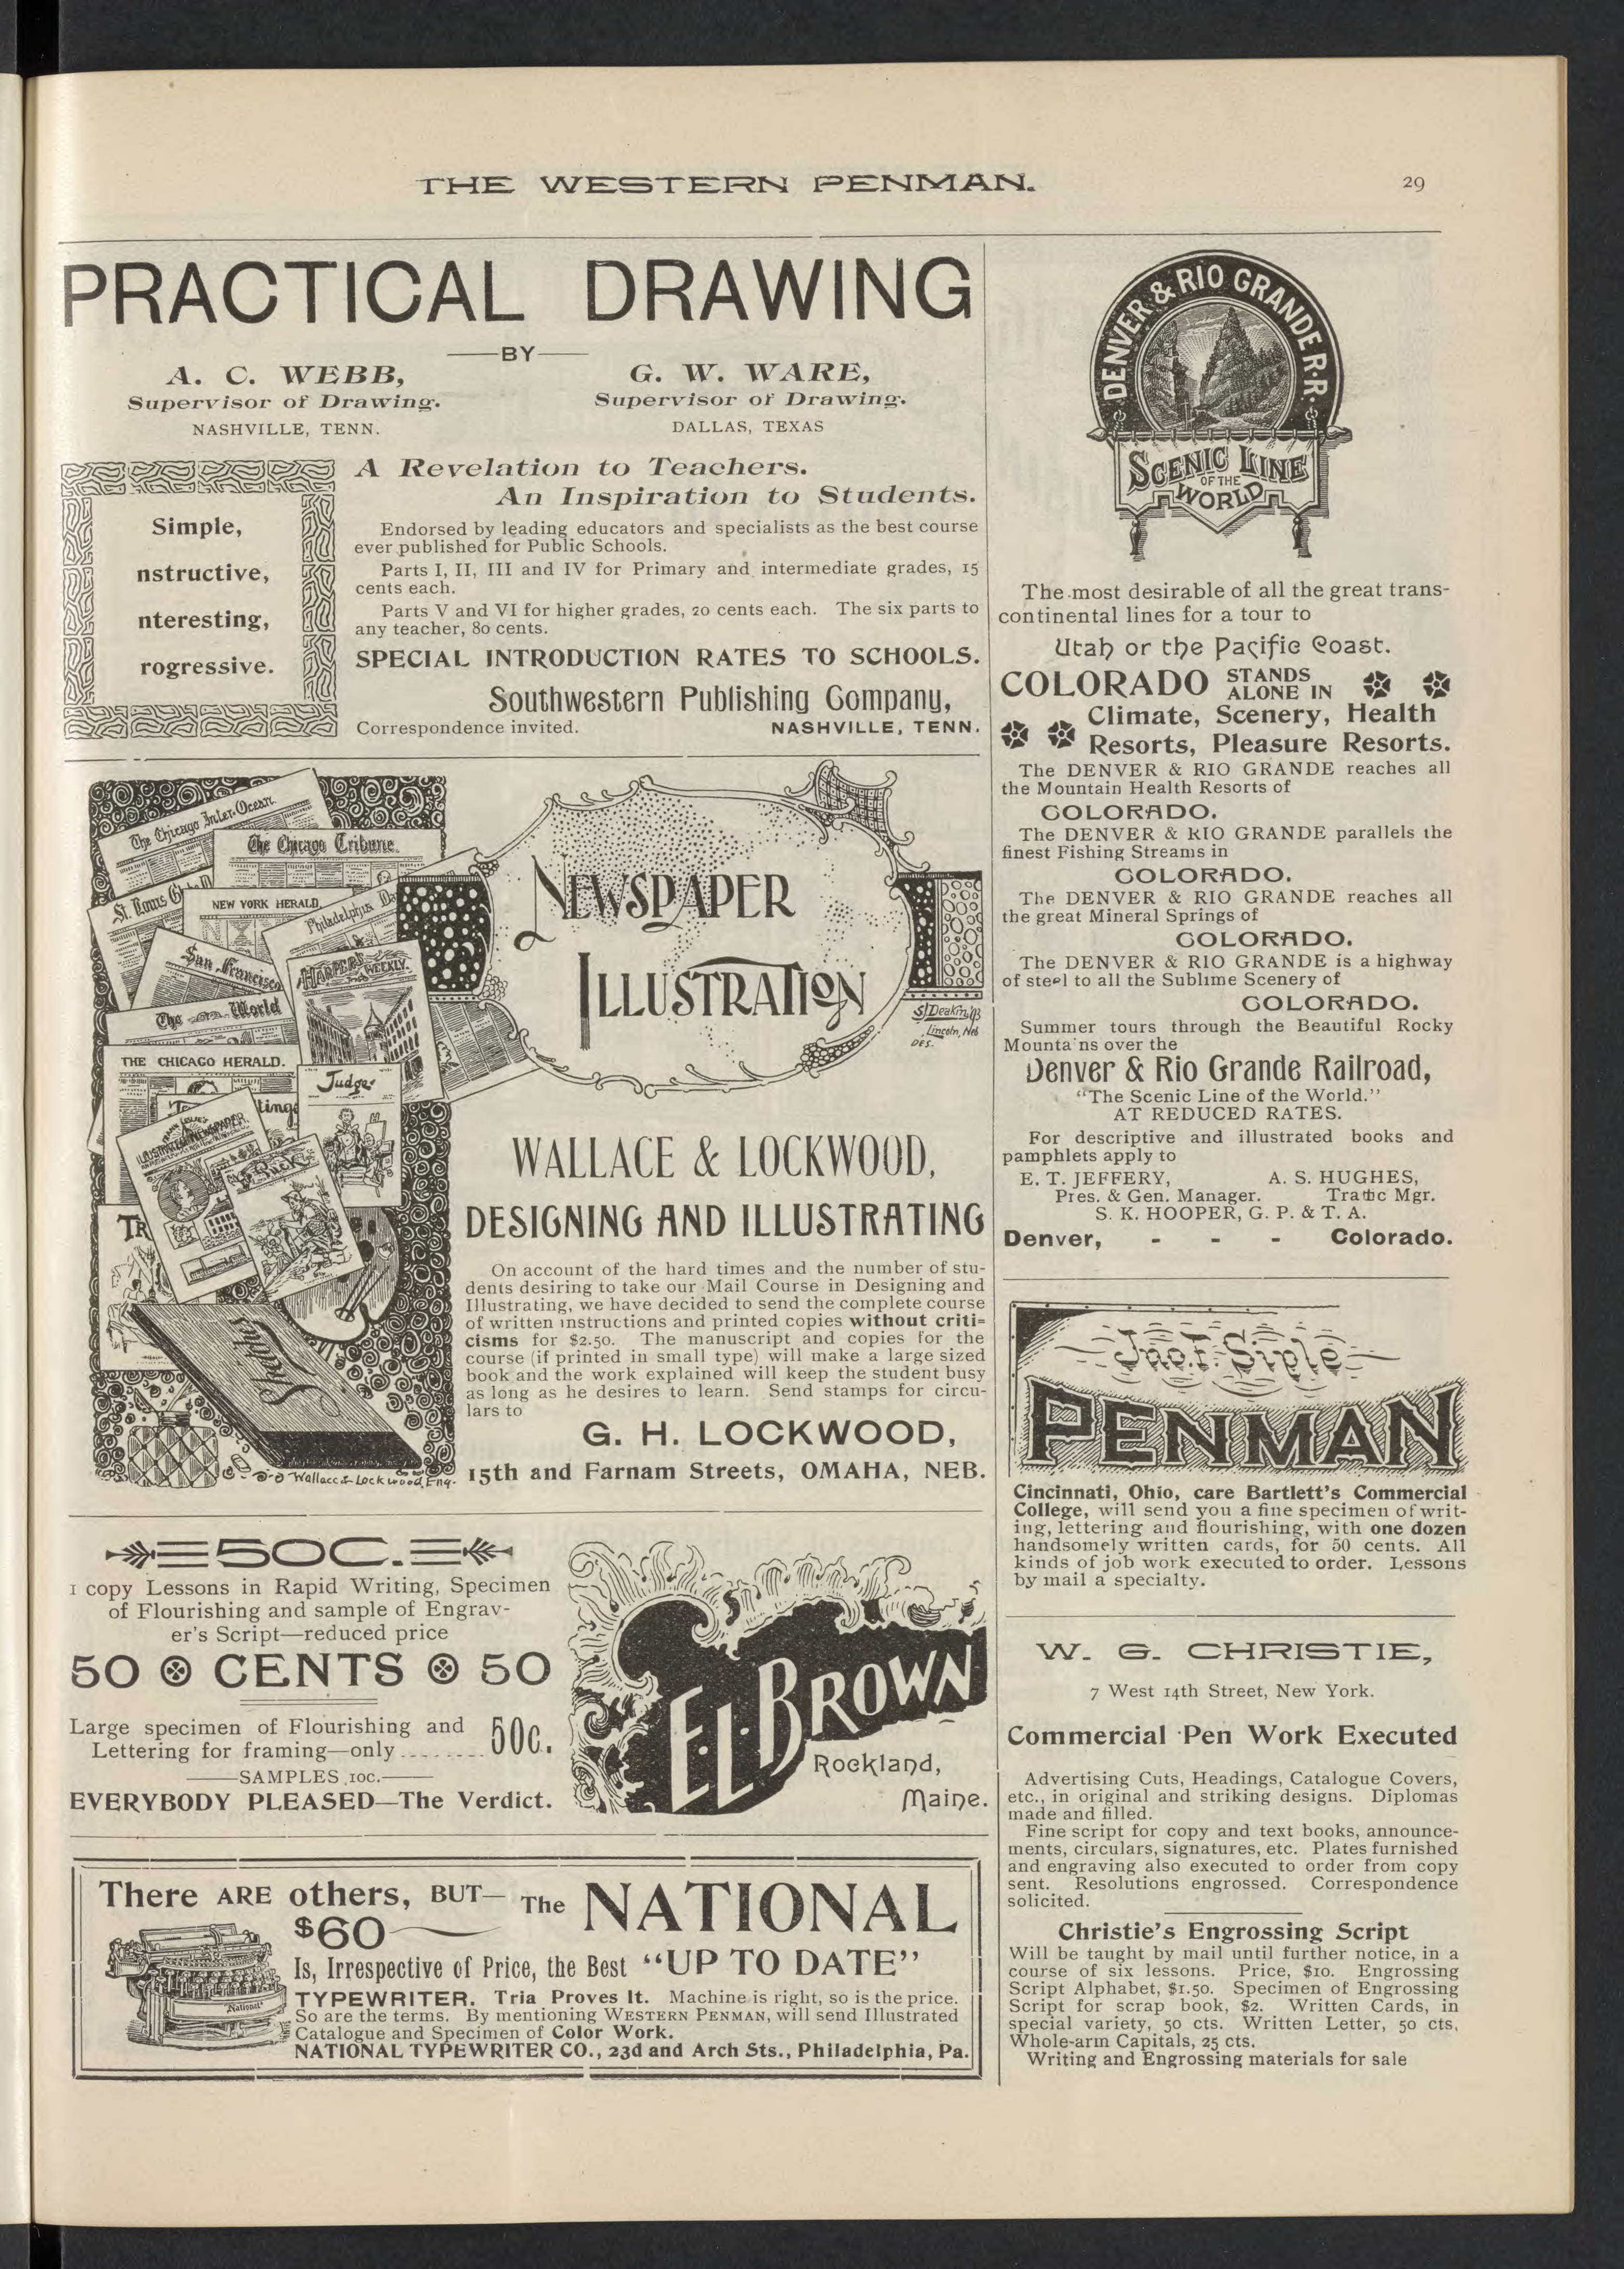 THE WESTERN PENMAN.
29
PRACTICAL DRAWING
BY
A. C. WEBB,
Supervisor of Drawing.
NASHVILLE, TENN.
G. W. WARE,
Supervisor of Drawing.
DALLAS, TEXAS
Simple,
nstructive,
nteresting,
rogressive.
A Revelation to Teachers.
An Inspiration to Students.
Endorsed by leading educators and specialists as the best course
ever published for Public Schools.
Parts I, II, III and IV for Primary and intermediate grades, 15
cents each.
Parts V and VI for higher grades, 20 cents each. The six parts to
any teacher, 80 cents.
SPECIAL INTRODUCTION RATES TO SCHOOLS.
Southwestern Publishing Company,
Correspondence invited. NASHVILLE, TENN.
The Chicago Inter-Ocean.
The Chicago Tribune.
St. Louis
NEW YORK HERALD.
Philadelphia
San Francisco
HARPER'S WEEKLY.
The World
THE CHICAGO HERALD.
Judge
ILLUSTRATED NEWSPAPER
Puck
Studies
Wallace & Lockwood, Eng.
NEWSPAPER
ILLUSTRATION
Lincoln, Neb
DES.
WALLACE & LOCKWOOD,
DESIGNING AND ILLUSTRATING
On account of the hard times and the number of stu-
dents desiring to take our Mail Course in Designing and
Illustrating, we have decided to send the complete course
of written instructions and printed copies without criti-
cisms for $2.50. The manuscript and copies for the
course (if printed in small type) will make a large sized
book and the work explained will keep the student busy
as long as he desires to learn. Send stamps for circu-
lars to
G. H. LOCKWOOD,
15th and Farnam Streets, OMAHA, NEB.
50C.
1 copy Lessons in Rapid Writing, Specimen
of Flourishing and sample of Engrav-
er's Script—reduced price
50 CENTS 50
Large specimen of Flourishing and
Lettering for framing—only ........ 50c.
SAMPLES 10c.
EVERYBODY PLEASED—The Verdict.
E.L. BROWN
Rockland,
Maine.
There ARE others, BUT— The NATIONAL
$60
Is, Irrespective of Price, the Best "UP TO DATE"
National
TYPEWRITER. Tria Proves It. Machine is right, so is the price.
So are the terms. By mentioning WESTERN PENMAN, will send Illustrated
Catalogue and Specimen of Color Work.
NATIONAL TYPEWRITER CO., 23d and Arch Sts., Philadelphia, Pa.
DENVER & RIO GRANDE R.R.
SCENIC LINE
OF THE
WORLD
The most desirable of all the great trans-
continental lines for a tour to
Utah or the Pacific Coast.
COLORADO STANDS ALONE IN
Climate, Scenery, Health
Resorts, Pleasure Resorts.
The DENVER & RIO GRANDE reaches all
the Mountain Health Resorts of
COLORADO.
The DENVER & RIO GRANDE parallels the
finest Fishing Streams in
COLORADO.
The DENVER & RIO GRANDE reaches all
the great Mineral Springs of
COLORADO.
The DENVER & RIO GRANDE is a highway
of steel to all the Sublime Scenery of
COLORADO.
Summer tours through the Beautiful Rocky
Mounta ns over the
Denver & Rio Grande Railroad,
"The Scenic Line of the World."
AT REDUCED RATES.
For descriptive and illustrated books and
pamphlets apply to
E. T. JEFFERY, A. S. HUGHES,
Pres. & Gen. Manager. Traffic Mgr.
S. K. HOOPER, G. P. & T. A.
Denver, - - - Colorado.
Jno. F. Siple
PENMAN
Cincinnati, Ohio, care Bartlett's Commercial
College, will send you a fine specimen of writ-
ing, lettering and flourishing, with one dozen
handsomely written cards, for 50 cents. All
kinds of job work executed to order. Lessons
by mail a specialty.
W. G. CHRISTIE,
7 West 14th Street, New York.
Commercial Pen Work Executed
Advertising Cuts, Headings, Catalogue Covers,
etc., in original and striking designs. Diplomas
made and filled.
Fine script for copy and text books, announce-
ments, circulars, signatures, etc. Plates furnished
and engraving also executed to order from copy
sent. Resolutions engrossed. Correspondence
solicited.
Christie's Engrossing Script
Will be taught by mail until further notice, in a
course of six lessons. Price, $10. Engrossing
Script Alphabet, $1.50. Specimen of Engrossing
Script for scrap book, $2. Written Cards, in
special variety, 50 cts. Written Letter, 50 cts.
Whole-arm Capitals, 25 cts.
Writing and Engrossing materials for sale